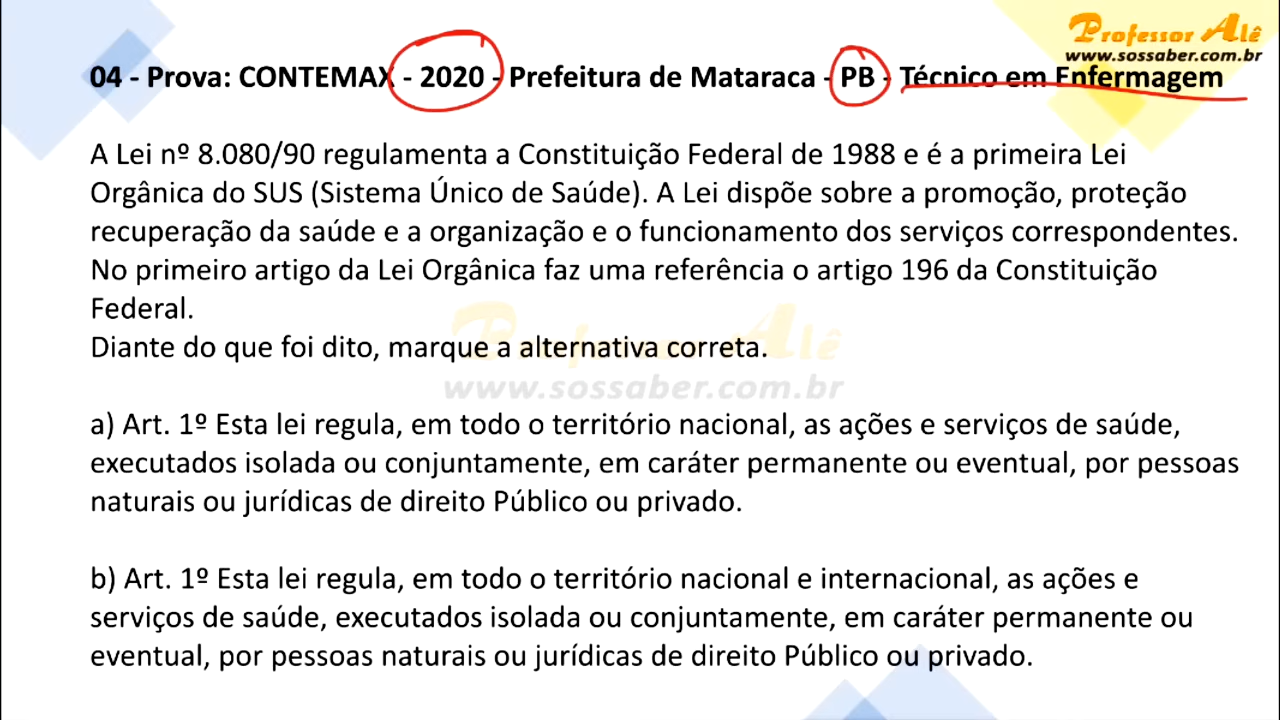 Professor Alê
www.sossaber.com.br
04 - Prova: CONTEMAX - 2020 - Prefeitura de Mataraca - PB - Técnico em Enfermagem
A Lei nº 8.080/90 regulamenta a Constituição Federal de 1988 e é a primeira Lei
Orgânica do SUS (Sistema Único de Saúde). A Lei dispõe sobre a promoção, proteção
recuperação da saúde e a organização e o funcionamento dos serviços correspondentes.
No primeiro artigo da Lei Orgânica faz uma referência o artigo 196 da Constituição
Federal.
Diante do que foi dito, marque a alternativa correta.
Professor Alê
www.sossaber.com.br
a) Art. 1º Esta lei regula, em todo o território nacional, as ações e serviços de saúde,
executados isolada ou conjuntamente, em caráter permanente ou eventual, por pessoas
naturais ou jurídicas de direito Público ou privado.
b) Art. 1º Esta lei regula, em todo o território nacional e internacional, as ações e
serviços de saúde, executados isolada ou conjuntamente, em caráter permanente ou
eventual, por pessoas naturais ou jurídicas de direito Público ou privado.